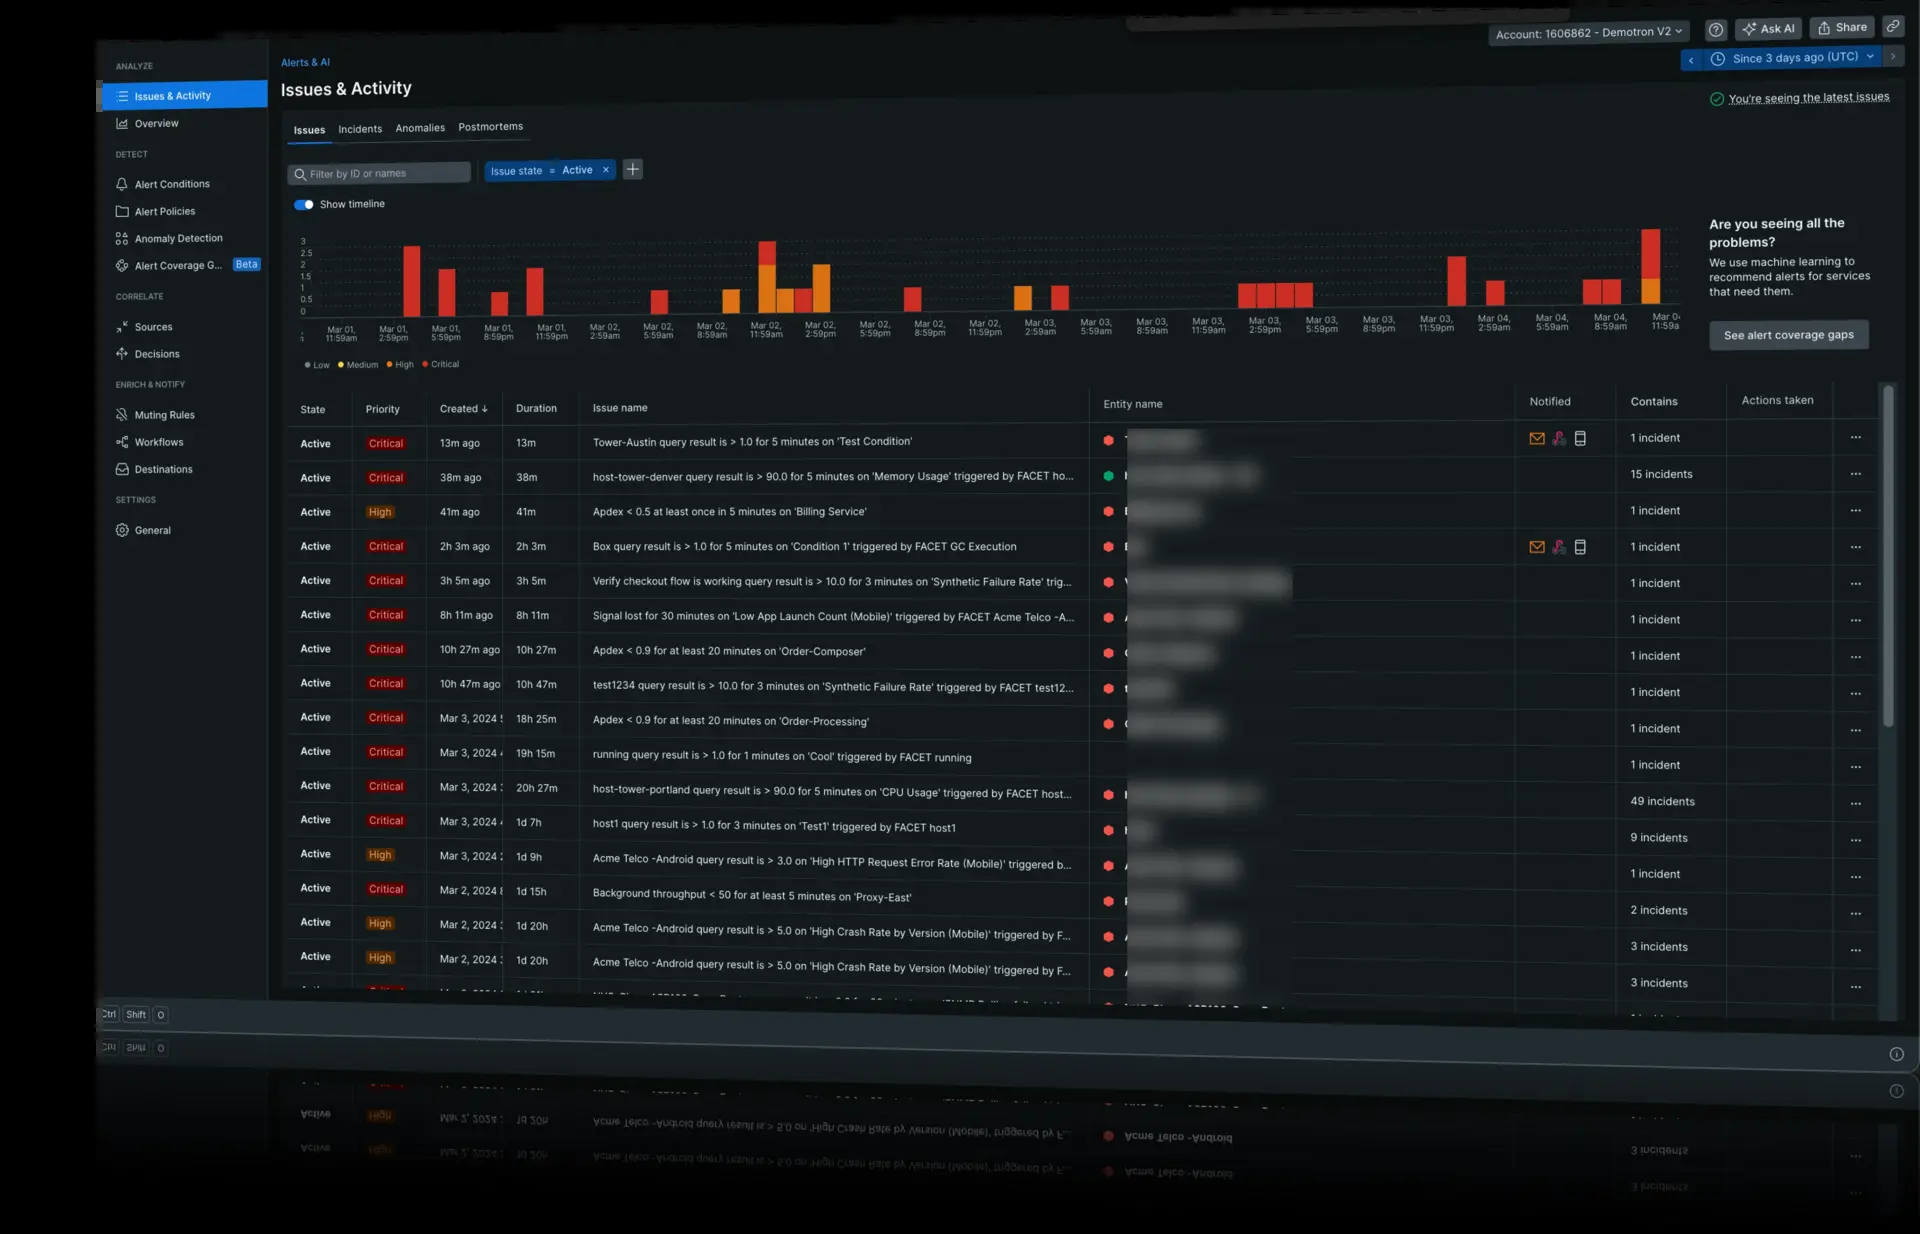 Account: 1606862 - Demotron V2
Ask AI
Share
Since 3 days ago (UTC)
ANALYZE
Issues & Activity
Overview
DETECT
Alert Conditions
Alert Policies
Anomaly Detection
Alert Coverage G... Beta
CORRELATE
Sources
Decisions
ENRICH & NOTIFY
Muting Rules
Workflows
Destinations
SETTINGS
General
Alerts & AI
Issues & Activity
You're seeing the latest issues
Issues Incidents Anomalies Postmortems
Filter by ID or names
Issue state = Active ×
Show timeline
3
2.5
2
1.5
1
0.5
0
Mar 01, 11:59am
Mar 01, 2:59pm
Mar 01, 5:59pm
Mar 01, 8:59pm
Mar 01, 11:59pm
Mar 02, 2:59am
Mar 02, 5:59am
Mar 02, 8:59am
Mar 02, 11:59am
Mar 02, 2:59pm
Mar 02, 5:59pm
Mar 02, 8:59pm
Mar 02, 11:59pm
Mar 03, 2:59am
Mar 03, 5:59am
Mar 03, 8:59am
Mar 03, 11:59am
Mar 03, 2:59pm
Mar 03, 5:59pm
Mar 03, 8:59pm
Mar 03, 11:59pm
Mar 04, 2:59am
Mar 04, 5:59am
Mar 04, 8:59am
Mar 11:59a
Low Medium High Critical
Are you seeing all the
problems?
We use machine learning to
recommend alerts for services
that need them.
See alert coverage gaps
State Priority Created ↓ Duration Issue name Entity name Notified Contains Actions taken
Active Critical 13m ago 13m Tower-Austin query result is > 1.0 for 5 minutes on 'Test Condition' 1 incident ...
Active Critical 38m ago 38m host-tower-denver query result is > 90.0 for 5 minutes on 'Memory Usage' triggered by FACET ho... 15 incidents ...
Active High 41m ago 41m Apdex < 0.5 at least once in 5 minutes on 'Billing Service' 1 incident ...
Active Critical 2h 3m ago 2h 3m Box query result is > 1.0 for 5 minutes on 'Condition 1' triggered by FACET GC Execution 1 incident ...
Active Critical 3h 5m ago 3h 5m Verify checkout flow is working query result is > 10.0 for 3 minutes on 'Synthetic Failure Rate' trig... 1 incident ...
Active Critical 8h 11m ago 8h 11m Signal lost for 30 minutes on 'Low App Launch Count (Mobile)' triggered by FACET Acme Telco -A... 1 incident ...
Active Critical 10h 27m ago 10h 27m Apdex < 0.9 for at least 20 minutes on 'Order-Composer' 1 incident ...
Active Critical 10h 47m ago 10h 47m test1234 query result is > 10.0 for 3 minutes on 'Synthetic Failure Rate' triggered by FACET test12... 1 incident ...
Active Critical Mar 3, 2024 18h 25m Apdex < 0.9 for at least 20 minutes on 'Order-Processing' 1 incident ...
Active Critical Mar 3, 2024 19h 15m running query result is > 1.0 for 1 minutes on 'Cool' triggered by FACET running 1 incident ...
Active Critical Mar 3, 2024 20h 27m host-tower-portland query result is > 90.0 for 5 minutes on 'CPU Usage' triggered by FACET host... 49 incidents ...
Active Critical Mar 3, 2024 1d 7h host1 query result is > 1.0 for 3 minutes on 'Test1' triggered by FACET host1 9 incidents ...
Active High Mar 3, 2024 1d 9h Acme Telco -Android query result is > 3.0 on 'High HTTP Request Error Rate (Mobile)' triggered b... 1 incident ...
Active Critical Mar 2, 2024 1d 15h Background throughput < 50 for at least 5 minutes on 'Proxy-East' 2 incidents ...
Active High Mar 2, 2024 1d 20h Acme Telco -Android query result is > 5.0 on 'High Crash Rate by Version (Mobile)' triggered by F... 3 incidents ...
Active High Mar 2, 2024 1d 20h Acme Telco -Android query result is > 5.0 on 'High Crash Rate by Version (Mobile)' triggered by F... 3 incidents ...
Ctrl Shift O